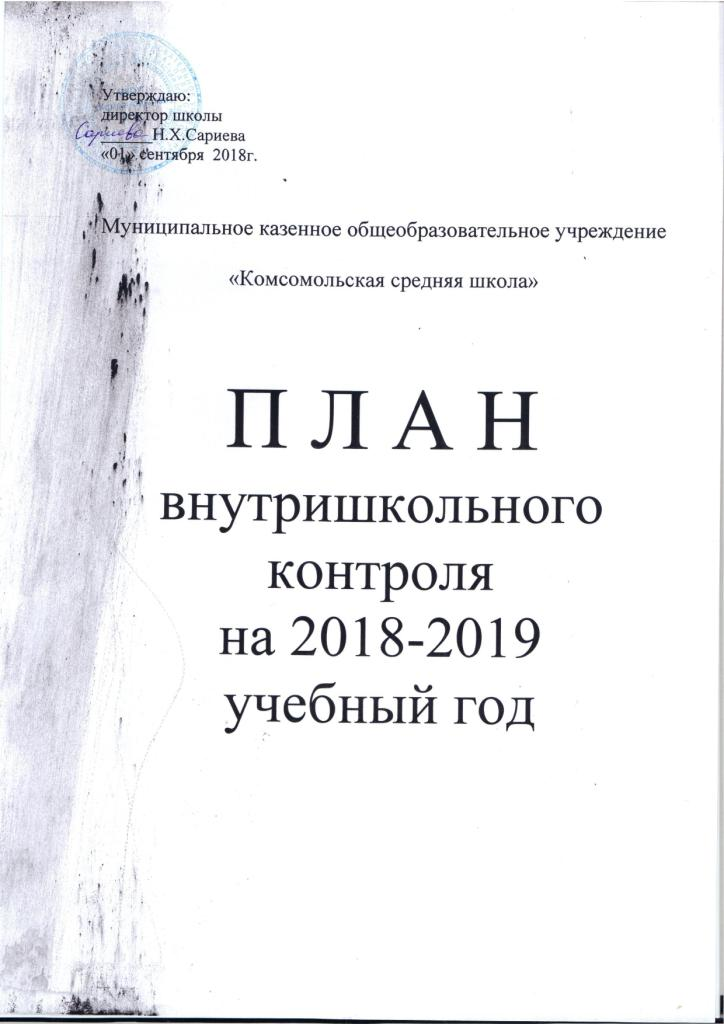 Утверждаю:
директор школы
Сариева Н.Х.Сариева
«01» сентября 2018г.
Муниципальное казенное общеобразовательное учреждение
«Комсомольская средняя школа»
П Л А Н
внутришкольного
контроля
на 2018-2019
учебный год